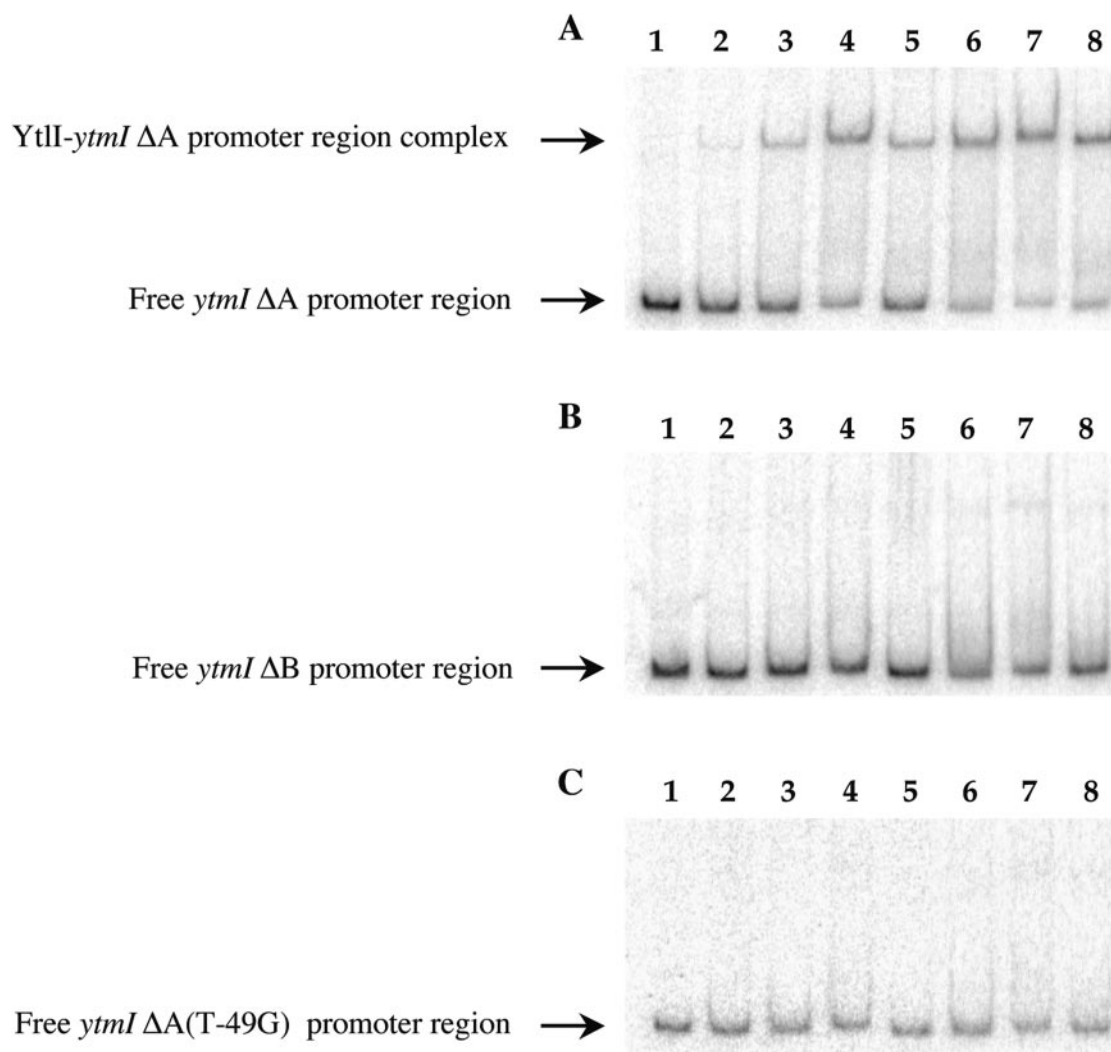 A
1 2 3 4 5 6 7 8
YtlI-ytmI ΔA promoter region complex
Free ytmI ΔA promoter region
B
1 2 3 4 5 6 7 8
Free ytmI ΔB promoter region
C
1 2 3 4 5 6 7 8
Free ytmI ΔA(T-49G) promoter region